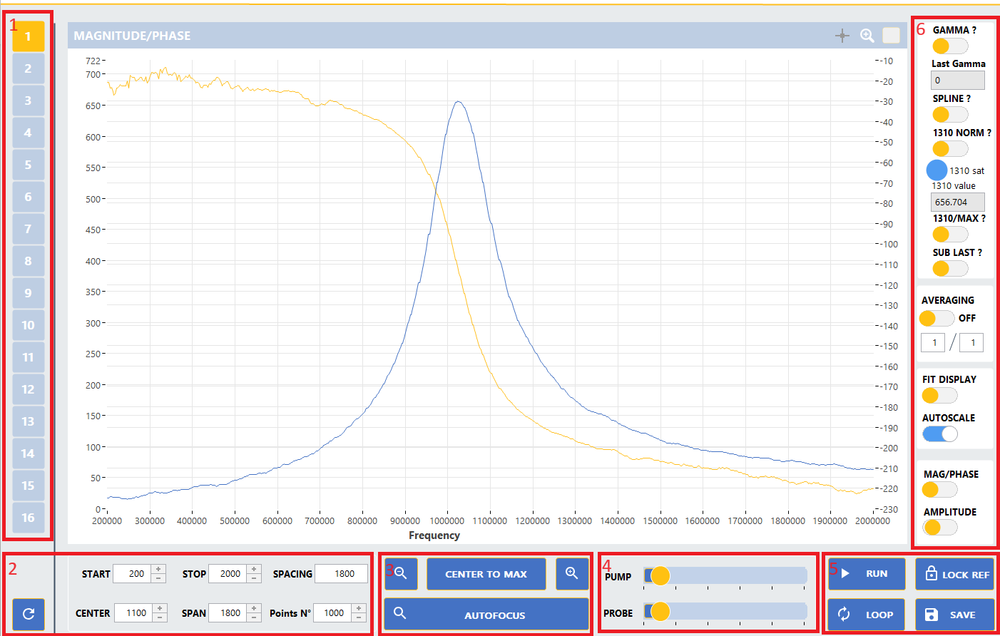 1
1
2
3
4
5
6
7
8
9
10
11
12
13
14
15
16
MAGNITUDE/PHASE
722
700
650
600
550
500
450
400
350
300
250
200
150
100
50
0
-10
-20
-30
-40
-50
-60
-70
-80
-90
-100
-110
-120
-130
-140
-150
-160
-170
-180
-190
-200
-210
-220
-230
200000 300000 400000 500000 600000 700000 800000 900000 1000000 1100000 1200000 1300000 1400000 1500000 1600000 1700000 1800000 1900000 2000000
Frequency
6
GAMMA ?
Last Gamma
0
SPLINE ?
1310 NORM ?
1310 sat
1310 value
656.704
1310/MAX ?
SUB LAST ?
AVERAGING
OFF
1 / 1
FIT DISPLAY
AUTOSCALE
MAG/PHASE
AMPLITUDE
2
START 200 STOP 2000 SPACING 1800
CENTER 1100 SPAN 1800 Points N° 1000
3
CENTER TO MAX
AUTOFOCUS
4
PUMP
PROBE
5
RUN LOCK REF
LOOP SAVE